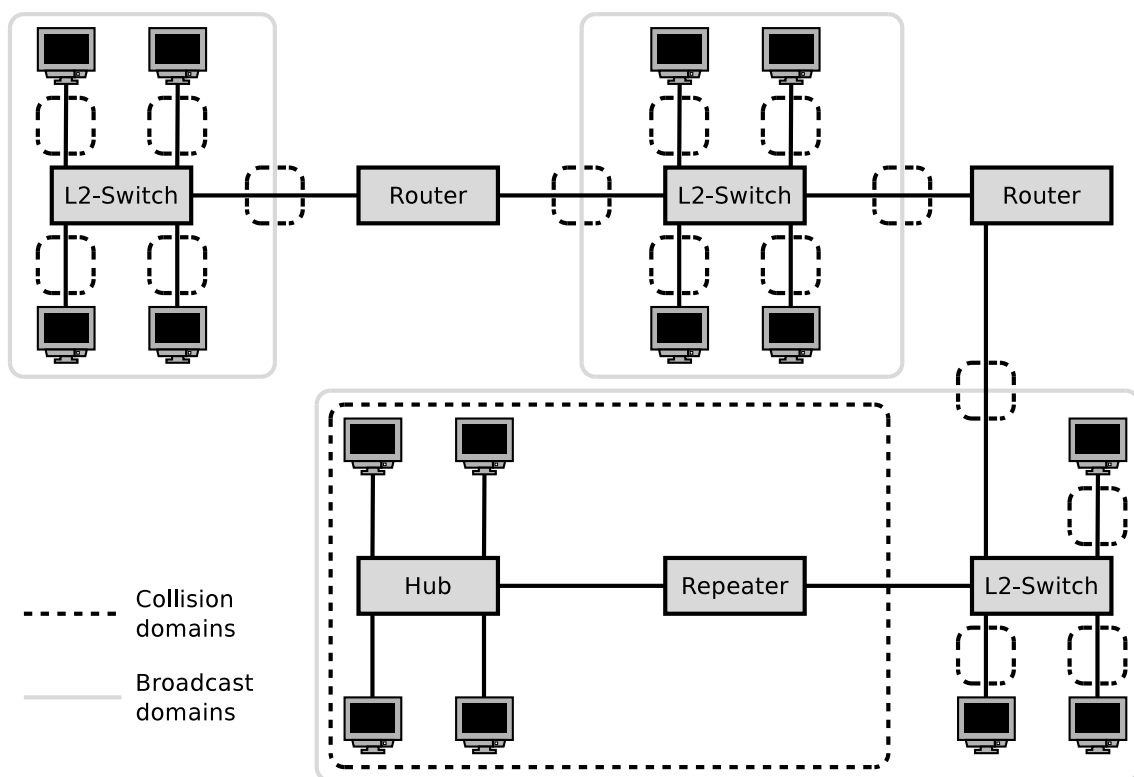 L2-Switch
Router
L2-Switch
Router
Hub
Repeater
L2-Switch
Collision
domains
Broadcast
domains